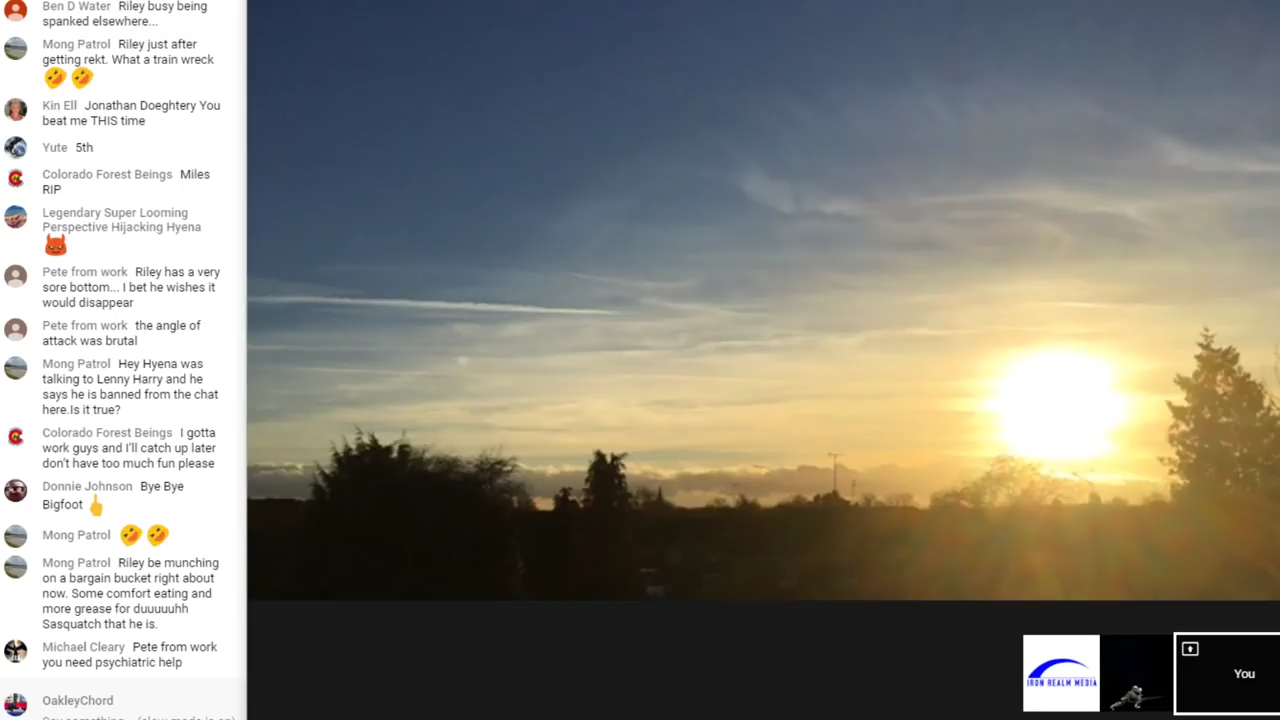 Ben D Water Riley busy being
spanked elsewhere...
Mong Patrol Riley just after
getting rekt. What a train wreck
🤣 🤣
Kin Ell Jonathan Doeghtery You
beat me THIS time
Yute 5th
Colorado Forest Beings Miles
RIP
Legendary Super Looming
Perspective Hijacking Hyena
Pete from work Riley has a very
sore bottom... I bet he wishes it
would disappear
Pete from work the angle of
attack was brutal
Mong Patrol Hey Hyena was
talking to Lenny Harry and he
says he is banned from the chat
here.Is it true?
Colorado Forest Beings I gotta
work guys and I'll catch up later
don't have too much fun please
Donnie Johnson Bye Bye
Bigfoot
Mong Patrol 🤣 🤣
Mong Patrol Riley be munching
on a bargain bucket right about
now. Some comfort eating and
more grease for duuuuuhh
Sasquatch that he is.
Michael Cleary Pete from work
you need psychiatric help
OakleyChord
Say something... (slow mode is on)
IRON REALM MEDIA
You